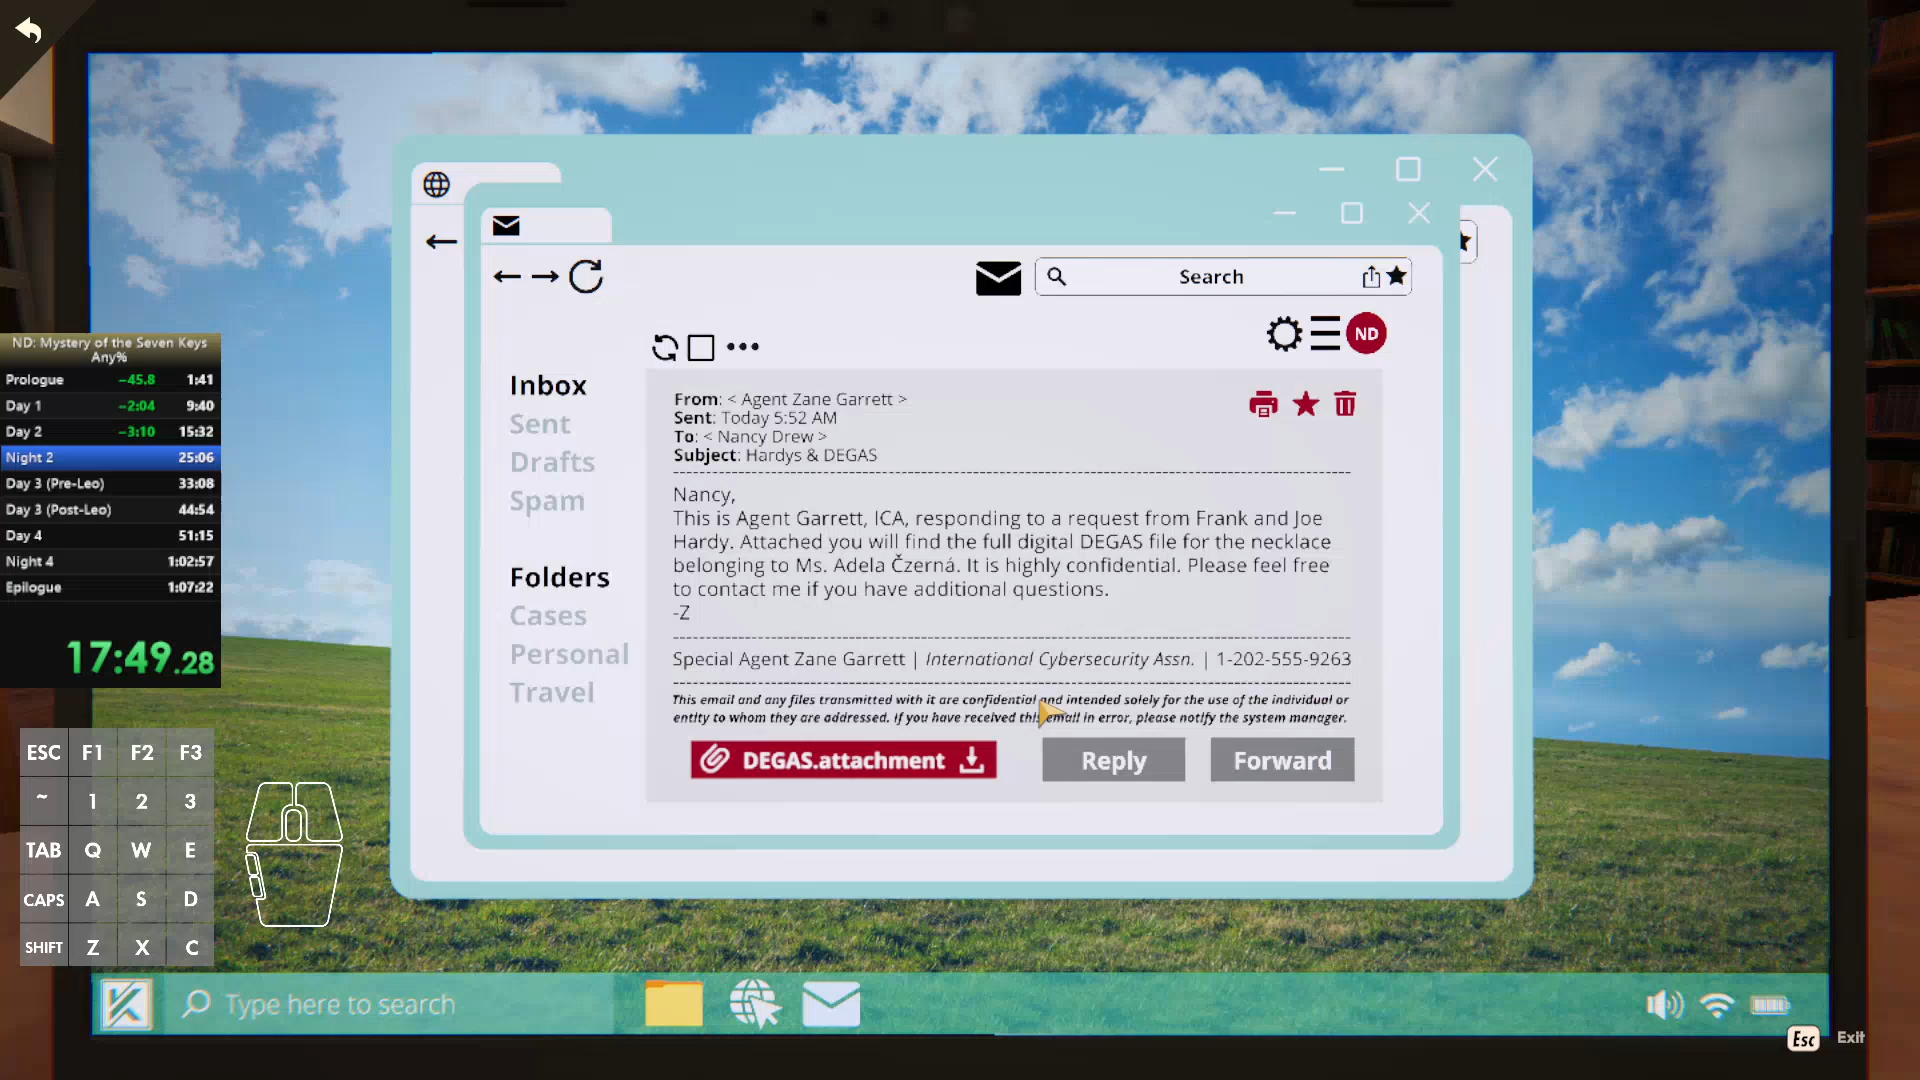 Search
ND
Inbox
Sent
Drafts
Spam
Folders
Cases
Personal
Travel
From: < Agent Zane Garrett >
Sent: Today 5:52 AM
To: < Nancy Drew >
Subject: Hardys & DEGAS
Nancy,
This is Agent Garrett, ICA, responding to a request from Frank and Joe
Hardy. Attached you will find the full digital DEGAS file for the necklace
belonging to Ms. Adela Čzerná. It is highly confidential. Please feel free
to contact me if you have additional questions.
-Z
Special Agent Zane Garrett | International Cybersecurity Assn. | 1-202-555-9263
This email and any files transmitted with it are confidential and intended solely for the use of the individual or
entity to whom they are addressed. If you have received this email in error, please notify the system manager.
DEGAS.attachment
Reply
Forward
ND: Mystery of the Seven Keys
Any%
Prologue -45.8 1:41
Day 1 -2:04 9:40
Day 2 -3:10 15:32
Night 2 25:06
Day 3 (Pre-Leo) 33:08
Day 3 (Post-Leo) 44:54
Day 4 51:15
Night 4 1:02:57
Epilogue 1:07:22
17:49.28
ESC F1 F2 F3
~ 1 2 3
TAB Q W E
CAPS A S D
SHIFT Z X C
K Type here to search
Esc Exit